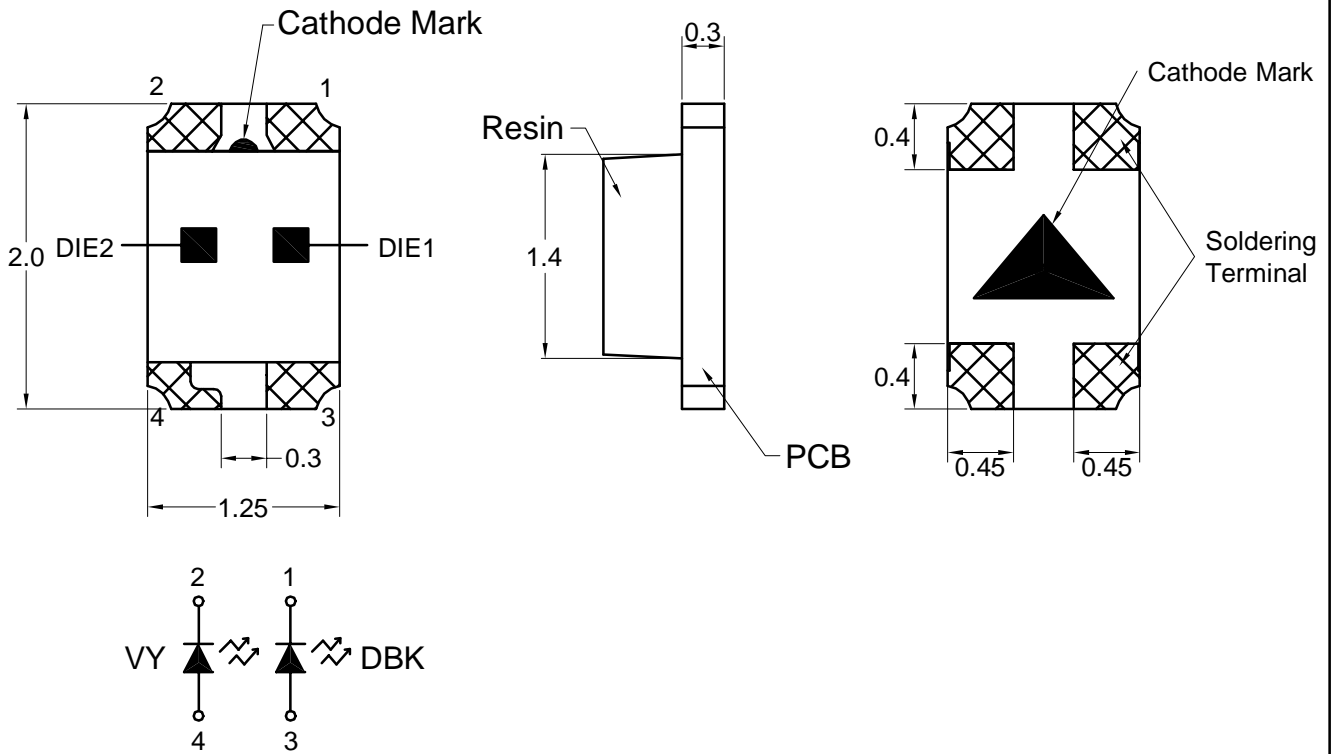 Cathode Mark
2
1
DIE2
DIE1
2.0
4
3
0.3
1.25
0.3
Resin
1.4
PCB
Cathode Mark
0.4
Soldering
Terminal
0.4
0.45
0.45
2
1
VY
DBK
4
3